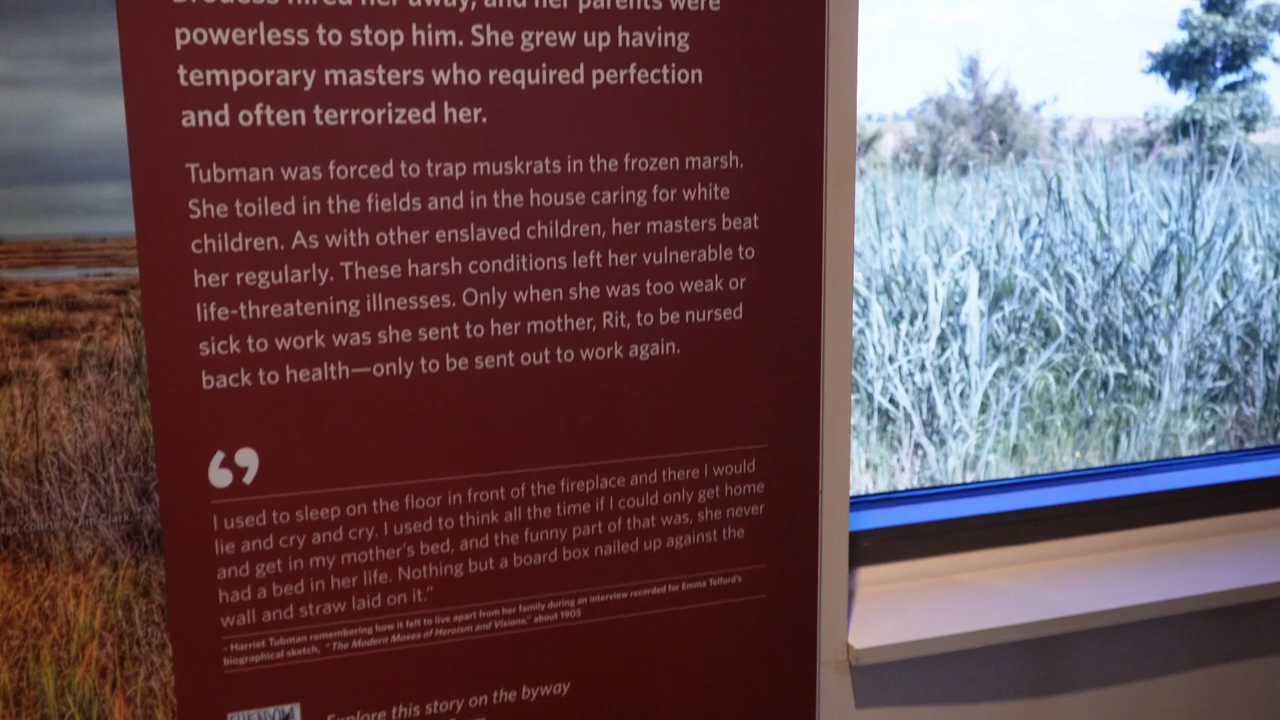 hired her away, and her parents were
powerless to stop him. She grew up having
temporary masters who required perfection
and often terrorized her.
Tubman was forced to trap muskrats in the frozen marsh.
She toiled in the fields and in the house caring for white
children. As with other enslaved children, her masters beat
her regularly. These harsh conditions left her vulnerable to
life-threatening illnesses. Only when she was too weak or
sick to work was she sent to her mother, Rit, to be nursed
back to health—only to be sent out to work again.
I used to sleep on the floor in front of the fireplace and there I would
lie and cry and cry. I used to think all the time if I could only get home
and get in my mother's bed, and the funny part of that was, she never
had a bed in her life. Nothing but a board box nailed up against the
wall and straw laid on it."
– Harriet Tubman remembering how it felt to live apart from her family during an interview recorded for Emma Telford's
biographical sketch, "The Modern Moses of Heroism and Visions," about 1905
Explore this story on the byway
courtesy Jim Clark